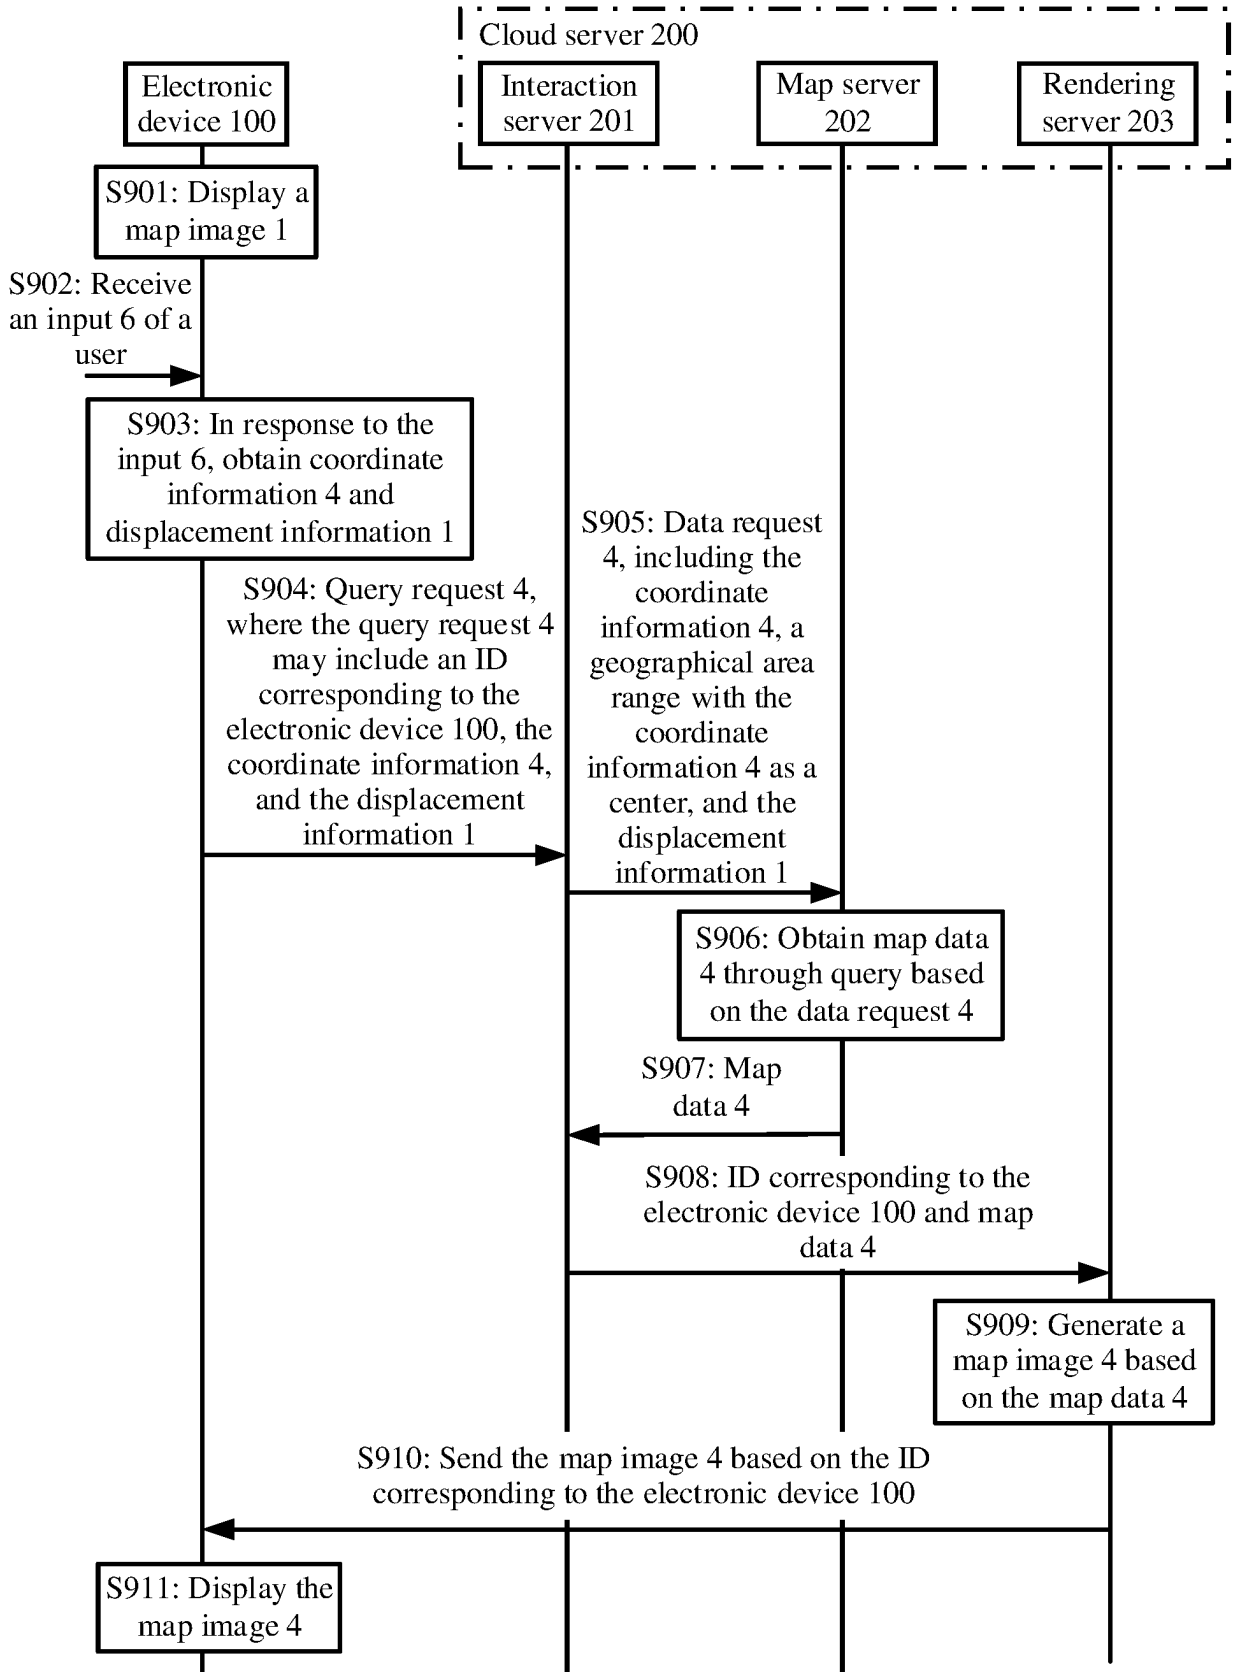 Cloud server 200
Electronic
device 100
Interaction
server 201
Map server
202
Rendering
server 203
S901: Display a
map image 1
S902: Receive
an input 6 of a
user
S903: In response to the
input 6, obtain coordinate
information 4 and
displacement information 1
S904: Query request 4,
where the query request 4
may include an ID
corresponding to the
electronic device 100, the
coordinate information 4,
and the displacement
information 1
S905: Data request
4, including the
coordinate
information 4, a
geographical area
range with the
coordinate
information 4 as a
center, and the
displacement
information 1
S906: Obtain map data
4 through query based
on the data request 4
S907: Map
data 4
S908: ID corresponding to the
electronic device 100 and map
data 4
S909: Generate a
map image 4 based
on the map data 4
S910: Send the map image 4 based on the ID
corresponding to the electronic device 100
S911: Display the
map image 4